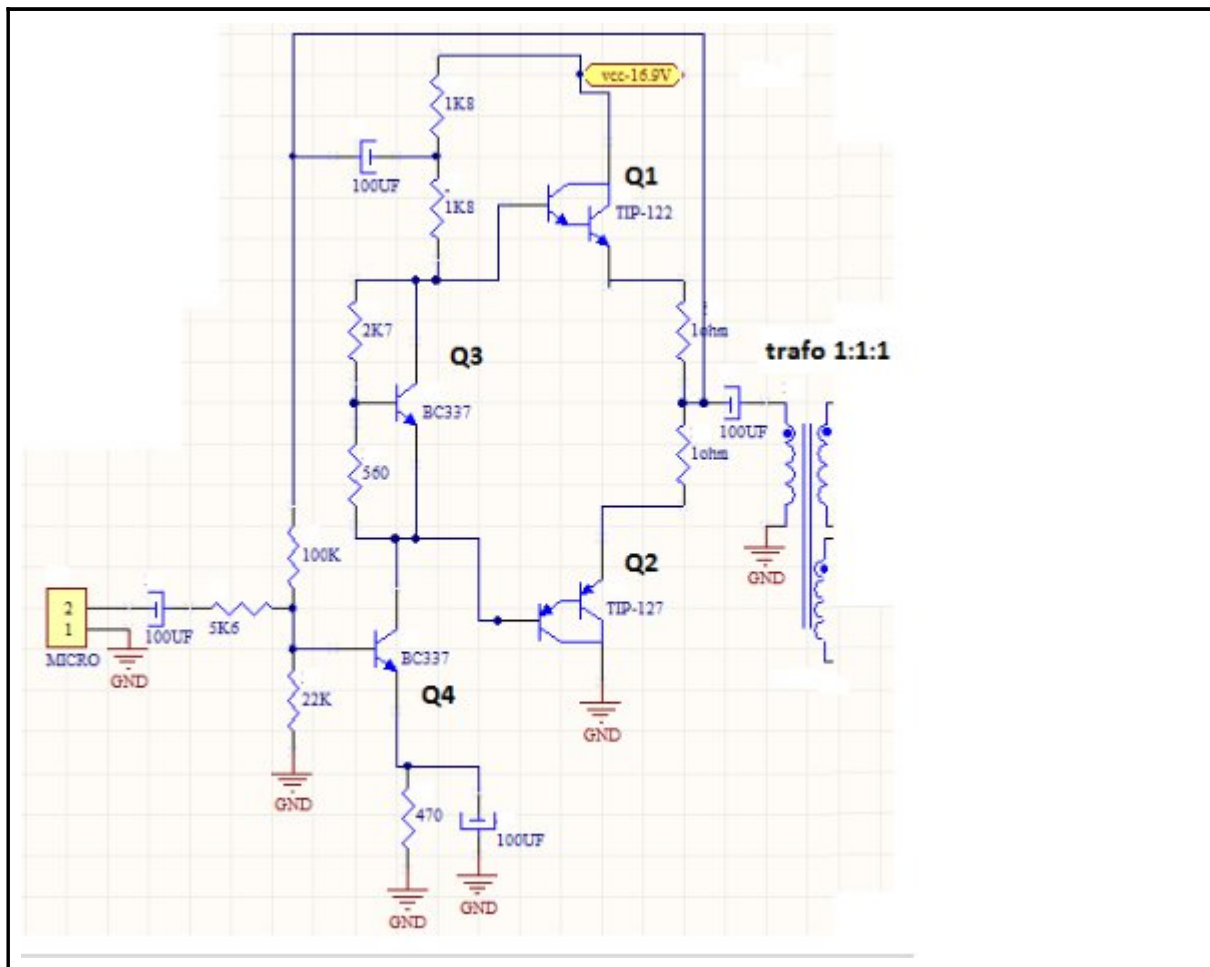 vcc-16.9V
1K8
100UF
1K8
Q1
TIP-122
2K7
Q3
BC337
1ohm
trafo 1:1:1
100UF
1ohm
560
GND
100K
Q2
TIP-127
2
1
MICRO
100UF
5K6
GND
BC337
Q4
22K
GND
GND
470
100UF
GND
GND